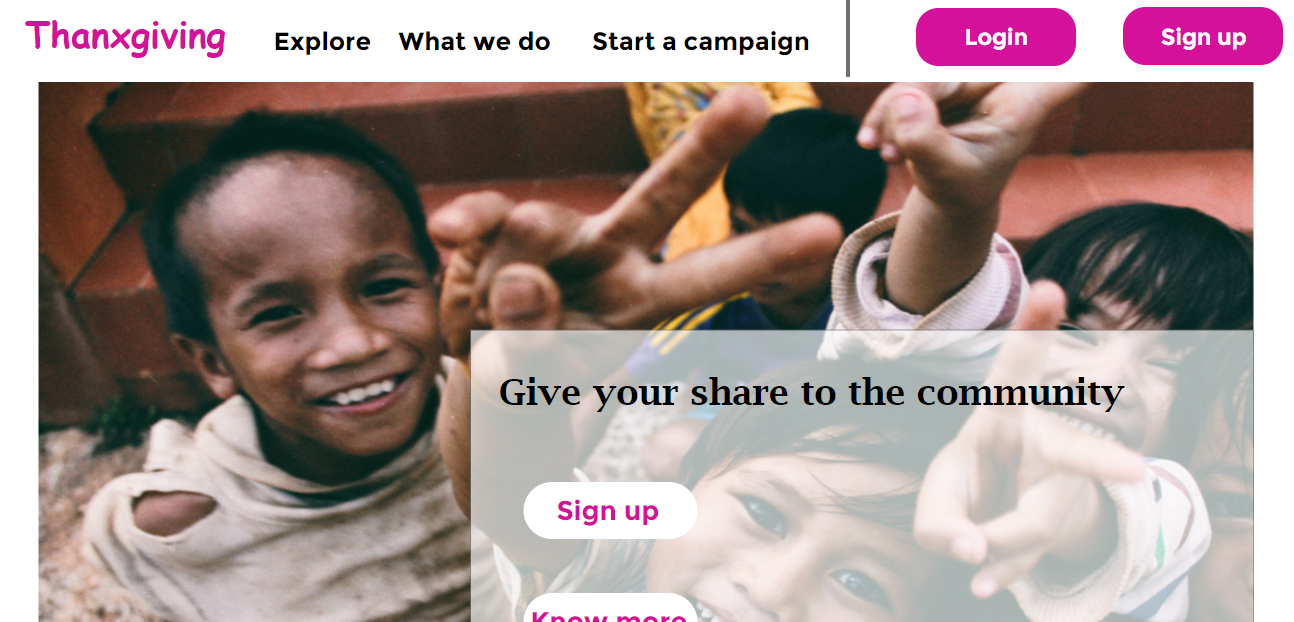 Thanxgiving
Explore
What we do
Start a campaign
Login
Sign up
Give your share to the community
Sign up
Know more